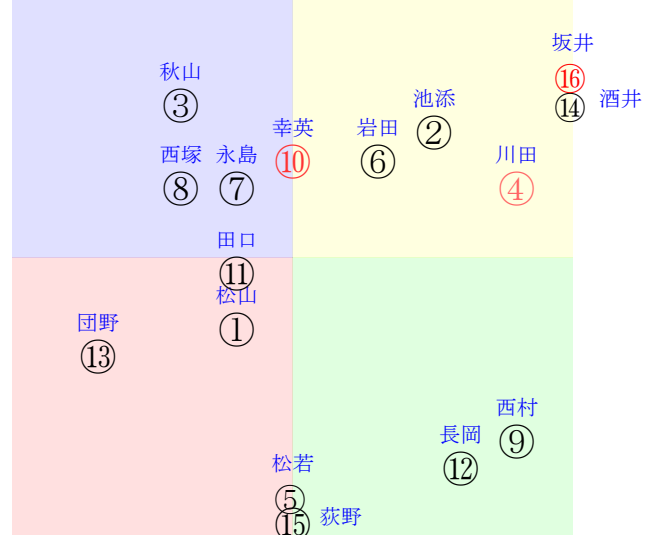 坂井
⑯
秋山
③
池添
②
⑭ 酒井
幸英
⑩
岩田
⑥
西塚
⑧
永島
⑦
川田
④
田口
⑪
松山
①
団野
⑬
西村
⑨
長岡
⑫
松若
⑤
⑮ 荻野